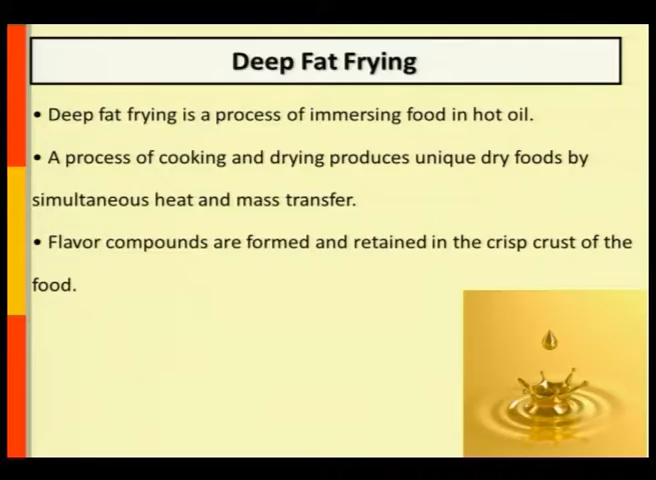 Deep Fat Frying
• Deep fat frying is a process of immersing food in hot oil.
• A process of cooking and drying produces unique dry foods by
simultaneous heat and mass transfer.
• Flavor compounds are formed and retained in the crisp crust of the
food.